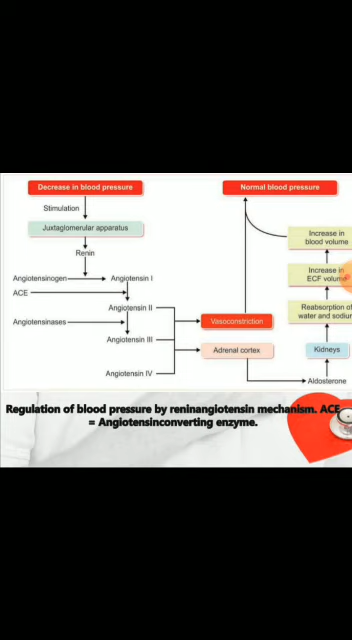 Decrease in blood pressure
Normal blood pressure
Stimulation
Juxtaglomerular apparatus
Renin
Angiotensinogen
Angiotensin I
ACE
Angiotensin II
Angiotensinases
Angiotensin III
Angiotensin IV
Vasoconstriction
Adrenal cortex
Increase in
blood volume
Increase in
ECF volume
Reabsorption of
water and sodium
Kidneys
Aldosterone
Regulation of blood pressure by reninangiotensin mechanism. ACE
= Angiotensinconverting enzyme.